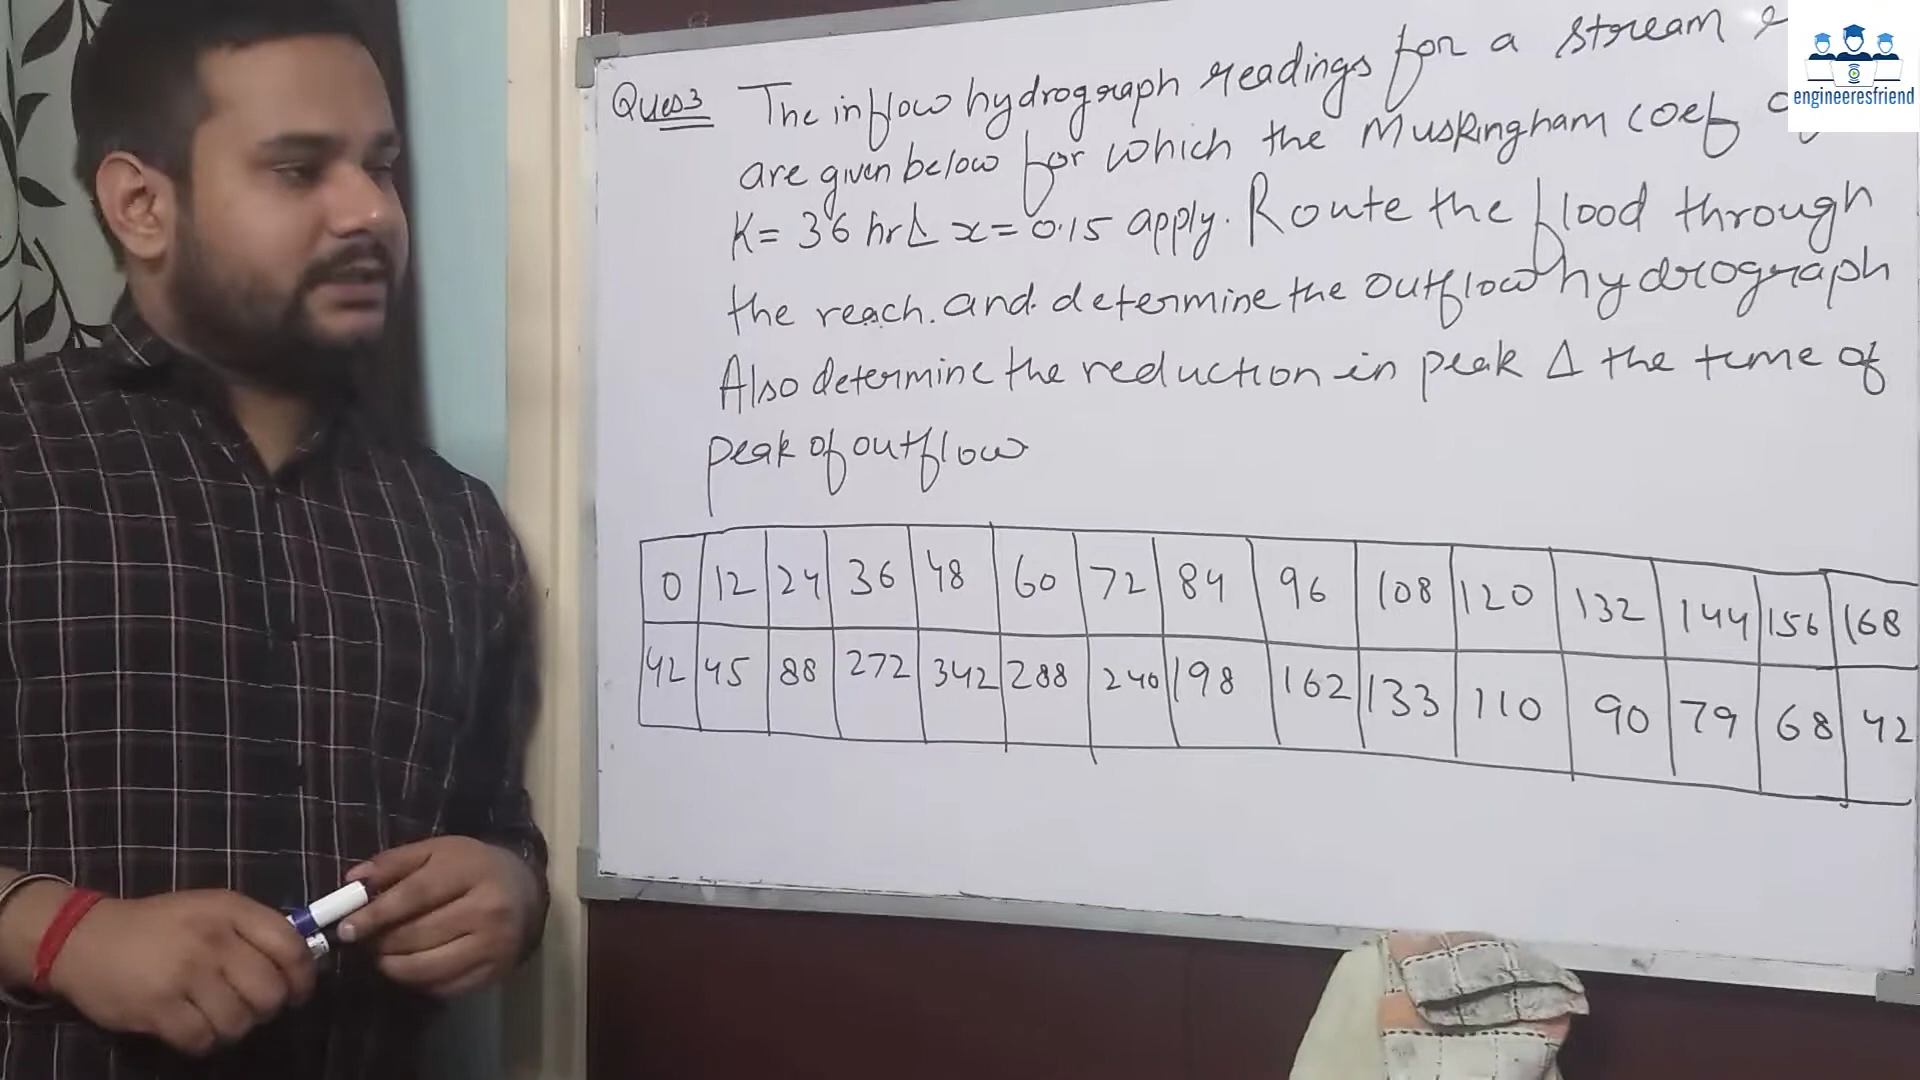 Ques3 The inflow hydrograph readings for a stream
are given below for which the Muskingham coef
K= 36 hr & x= 0.15 apply. Route the flood through
the reach. and. determine the outflow hydrograph
Also determine the reduction in peak & the time of
peak of outflow
0 12 24 36 48 60 72 84 96 108 120 132 144 156 168
42 45 88 272 342 288 240 198 162 133 110 90 79 68 42
engineeresfriend